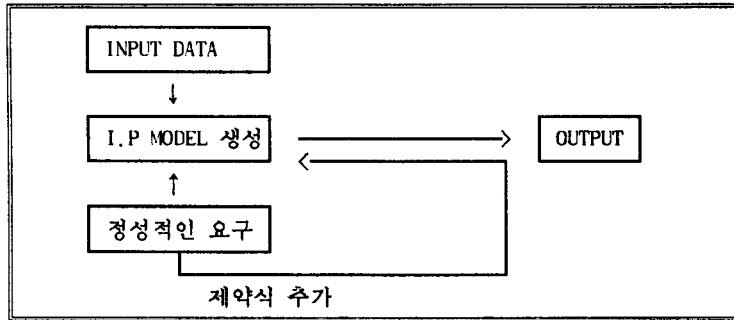 INPUT DATA
↓
I.P MODEL 생성
OUTPUT
↑
정성적인 요구
제약식 추가